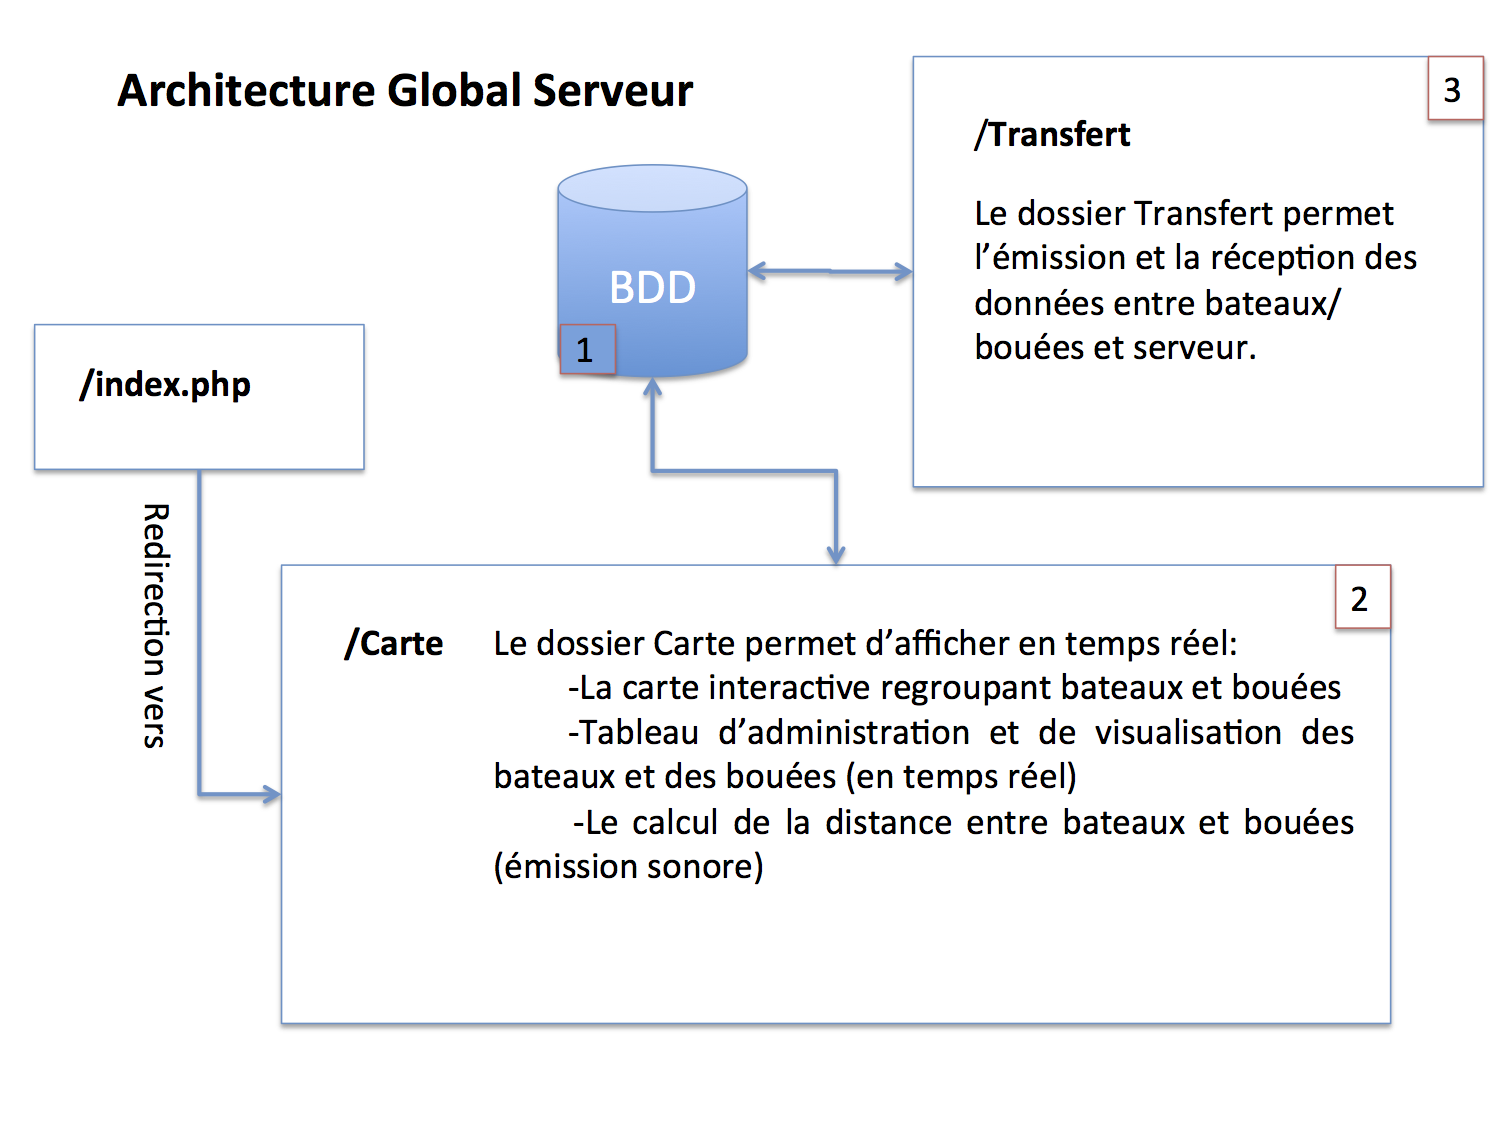 Architecture Global Serveur
3
/Transfert
Le dossier Transfert permet
l’émission et la réception des
données entre bateaux/
bouées et serveur.
BDD
1
/index.php
Redirection vers
2
/Carte Le dossier Carte permet d’afficher en temps réel:
-La carte interactive regroupant bateaux et bouées
-Tableau d’administration et de visualisation des
bateaux et des bouées (en temps réel)
-Le calcul de la distance entre bateaux et bouées
(émission sonore)